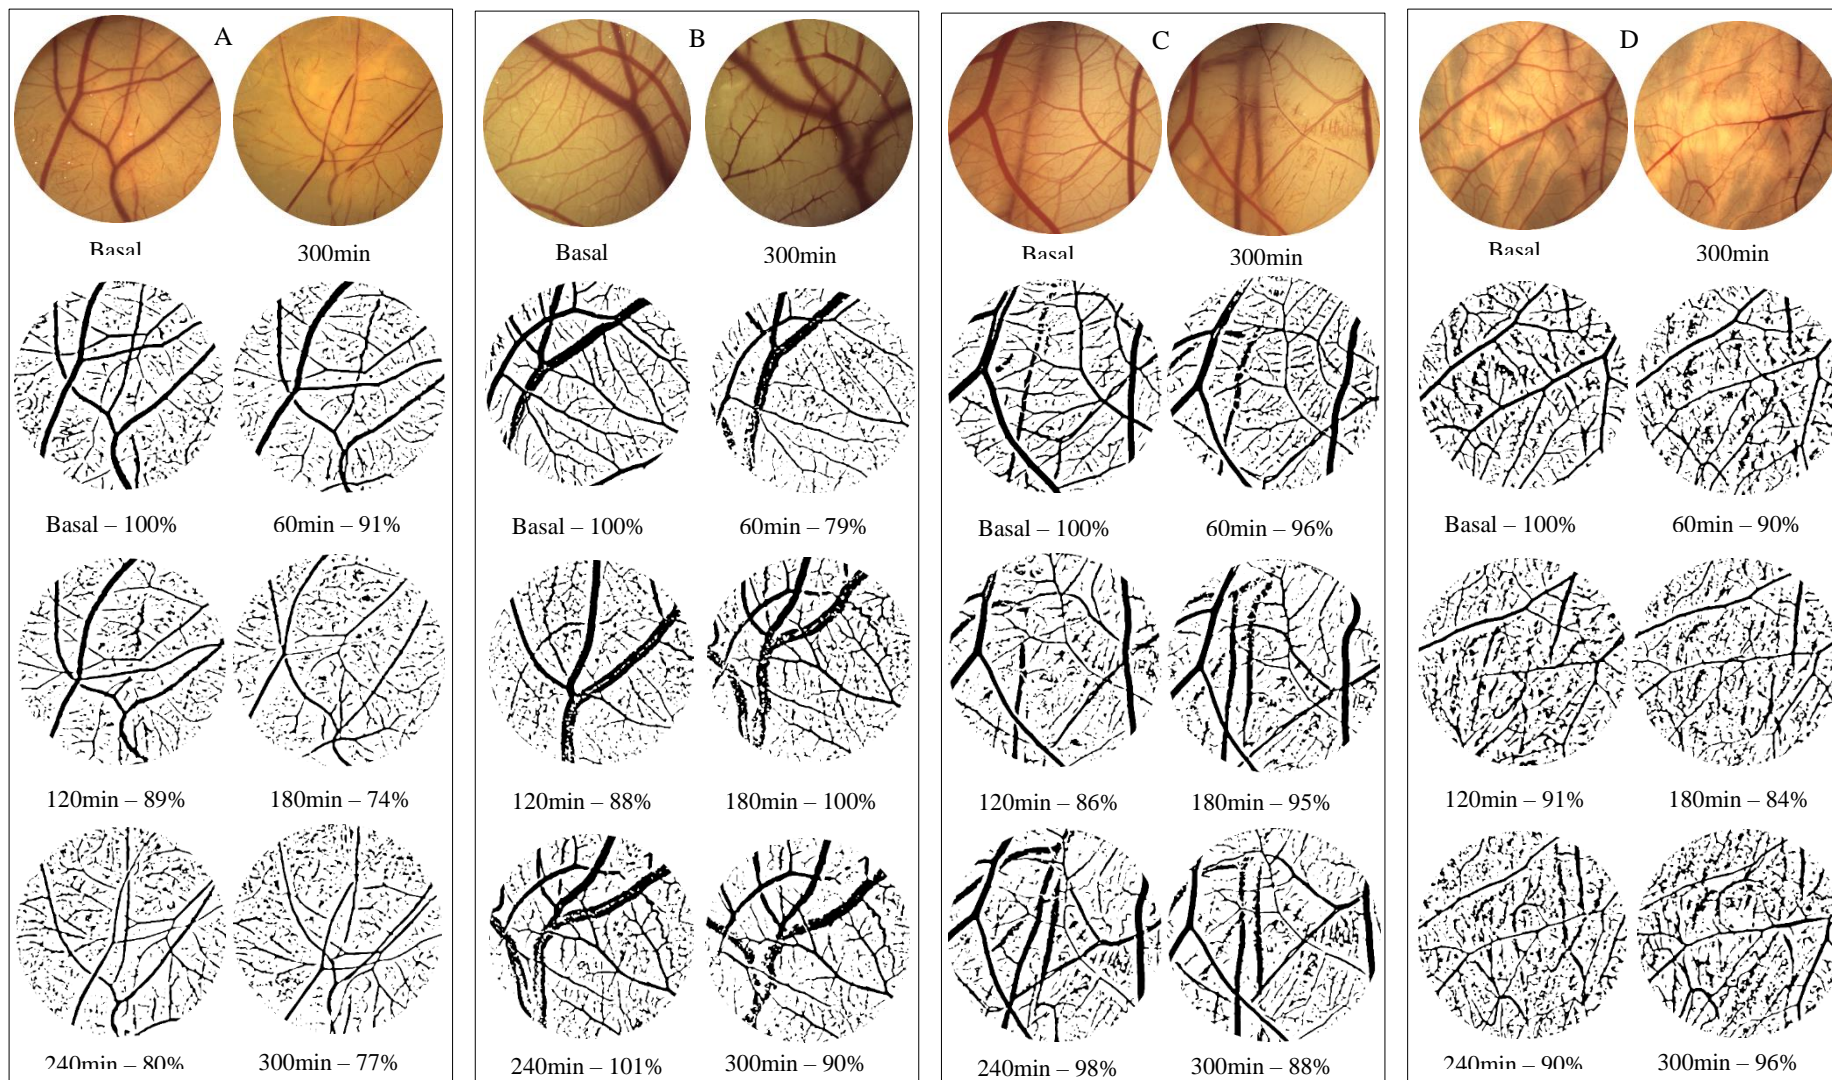 A
Basal
300min
Basal – 100%
60min – 91%
120min – 89%
180min – 74%
240min – 80%
300min – 77%
B
Basal
300min
Basal – 100%
60min – 79%
120min – 88%
180min – 100%
240min – 101%
300min – 90%
C
Basal
300min
Basal – 100%
60min – 96%
120min – 86%
180min – 95%
240min – 98%
300min – 88%
D
Basal
300min
Basal – 100%
60min – 90%
120min – 91%
180min – 84%
240min – 90%
300min – 96%